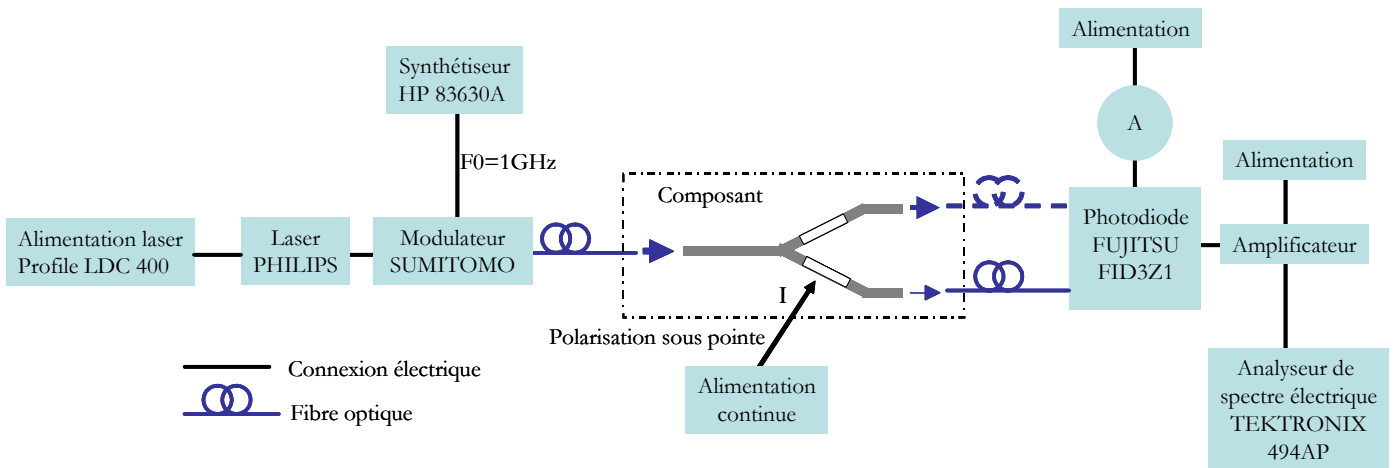 Alimentation
Synthétiseur
HP 83630A
A
F0=1GHz
Alimentation
Composant
Alimentation laser
Profile LDC 400
Laser
PHILIPS
Modulateur
SUMITOMO
Photodiode
FUJITSU
FID3Z1
Amplificateur
I
Polarisation sous pointe
Connexion électrique
Fibre optique
Alimentation
continue
Analyseur de
spectre électrique
TEKTRONIX
494AP